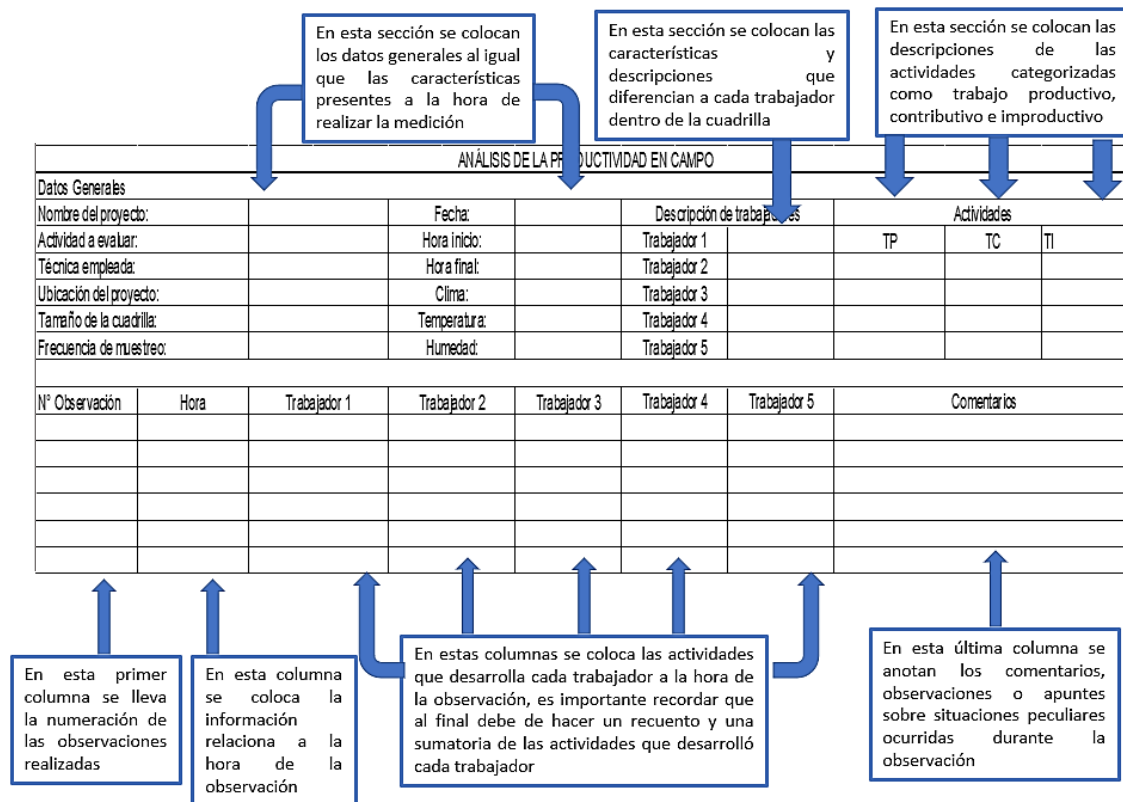 En esta sección se colocan
los datos generales al igual
que las características
presentes a la hora de
realizar la medición
En esta sección se colocan las
características y
descripciones que
diferencian a cada trabajador
dentro de la cuadrilla
En esta sección se colocan las
descripciones de las
actividades categorizadas
como trabajo productivo,
contributivo e improductivo
ANÁLISIS DE LA PR DUCTIVIDAD EN CAMPO
Datos Generales
Nombre del proyecto: Fecha: Descripción de trabajadores Actividades
Actividad a evaluar: Hora inicio: Trabajador 1 TP TC TI
Técnica empleada: Hora final: Trabajador 2
Ubicación del proyecto: Clima: Trabajador 3
Tamaño de la cuadrilla: Temperatura: Trabajador 4
Frecuencia de muestreo: Humedad: Trabajador 5
N° Observación Hora Trabajador 1 Trabajador 2 Trabajador 3 Trabajador 4 Trabajador 5 Comentarios
En esta primer
columna se lleva
la numeración de
las observaciones
realizadas
En esta columna
se coloca la
información
relaciona a la
hora de la
observación
En estas columnas se coloca las actividades
que desarrolla cada trabajador a la hora de
la observación, es importante recordar que
al final debe de hacer un recuento y una
sumatoria de las actividades que desarrolló
cada trabajador
En esta última columna se
anotan los comentarios,
observaciones o apuntes
sobre situaciones peculiares
ocurridas durante la
observación